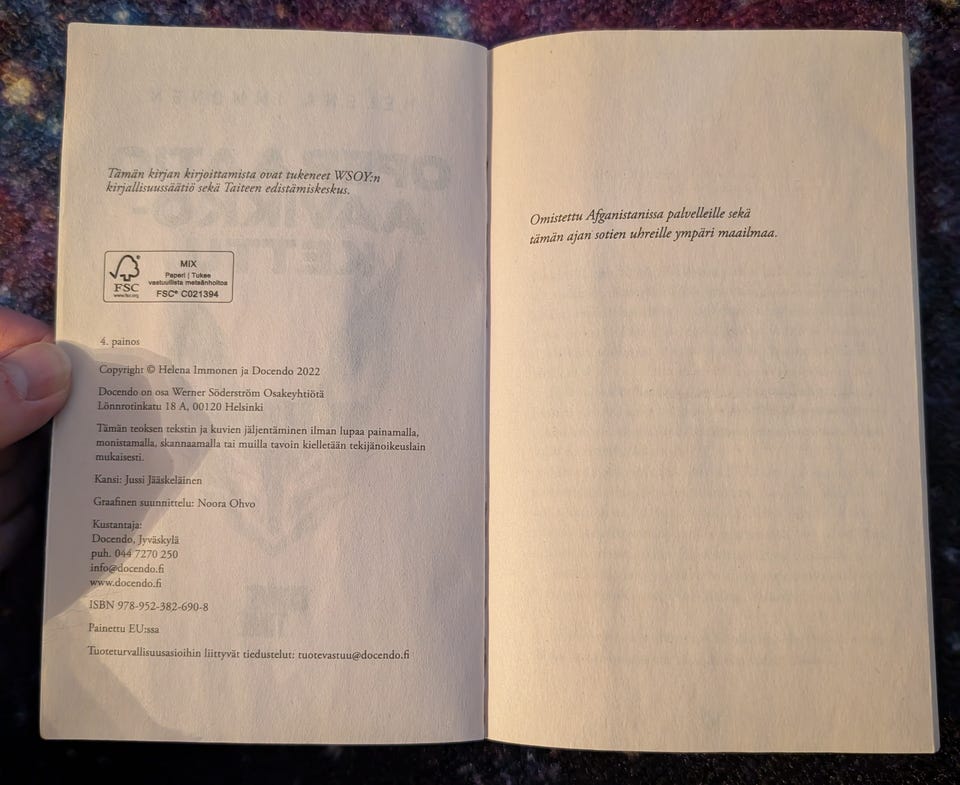 Tämän kirjan kirjoittamista ovat tukeneet WSOY:n
kirjallisuussäätiö sekä Taiteen edistämiskeskus.
FSC
www.fsc.org
MIX
Paperi | Tukee
vastuullista metsänhoitoa
FSC® C021394
4. painos
Copyright © Helena Immonen ja Docendo 2022
Docendo on osa Werner Söderström Osakeyhtiötä
Lönnrotinkatu 18 A, 00120 Helsinki
Tämän teoksen tekstin ja kuvien jäljentäminen ilman lupaa painamalla,
monistamalla, skannaamalla tai muilla tavoin kielletään tekijänoikeuslain
mukaisesti.
Kansi: Jussi Jääskeläinen
Graafinen suunnittelu: Noora Ohvo
Kustantaja:
Docendo, Jyväskylä
puh. 044 7270 250
info@docendo.fi
www.docendo.fi
ISBN 978-952-382-690-8
Painettu EU:ssa
Tuoteturvallisuusasioihin liittyvät tiedustelut: tuotevastuu@docendo.fi
Omistettu Afganistanissa palvelleille sekä
tämän ajan sotien uhreille ympäri maailmaa.